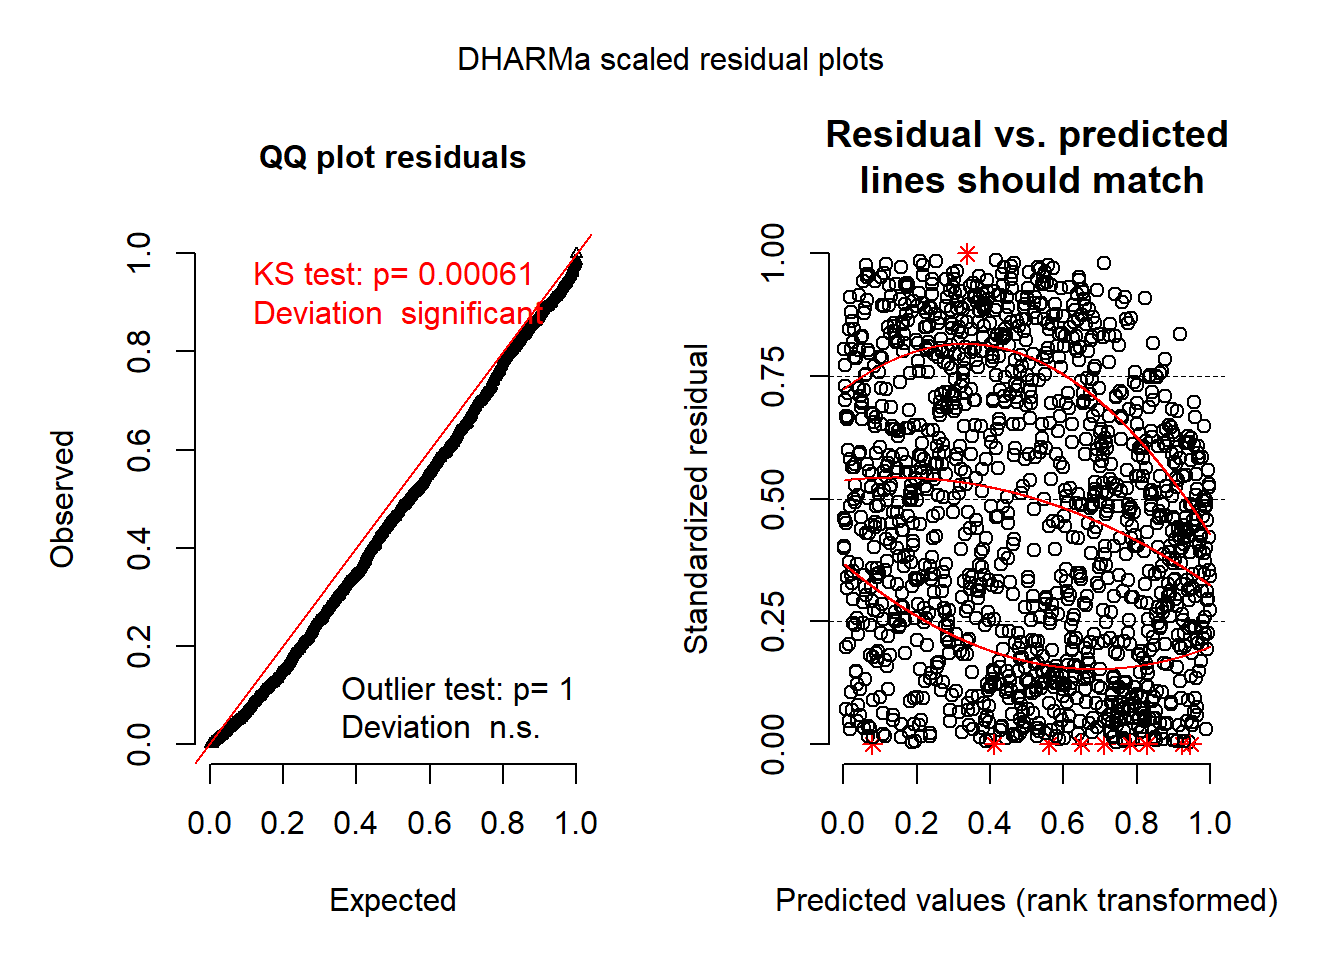 DHARMa scaled residual plots
QQ plot residuals
KS test: p= 0.00061
Deviation  significant
Outlier test: p= 1
Deviation  n.s.
Observed
0.0 0.2 0.4 0.6 0.8 1.0
0.0 0.2 0.4 0.6 0.8 1.0
Expected
Residual vs. predicted
lines should match
Standardized residual
0.00 0.25 0.50 0.75 1.00
0.0 0.2 0.4 0.6 0.8 1.0
Predicted values (rank transformed)